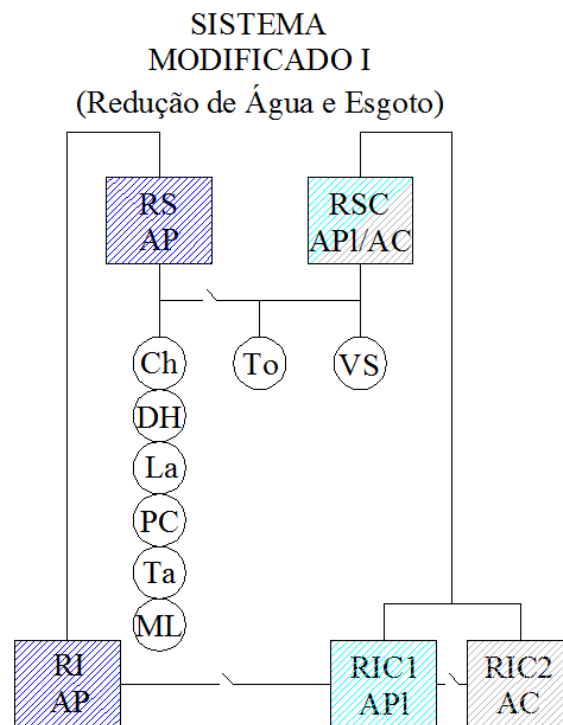 SISTEMA
MODIFICADO I
(Redução de Água e Esgoto)
RS
AP
RSC
APl/AC
Ch
To
VS
DH
La
PC
Ta
ML
RI
AP
RIC1
APl
RIC2
AC